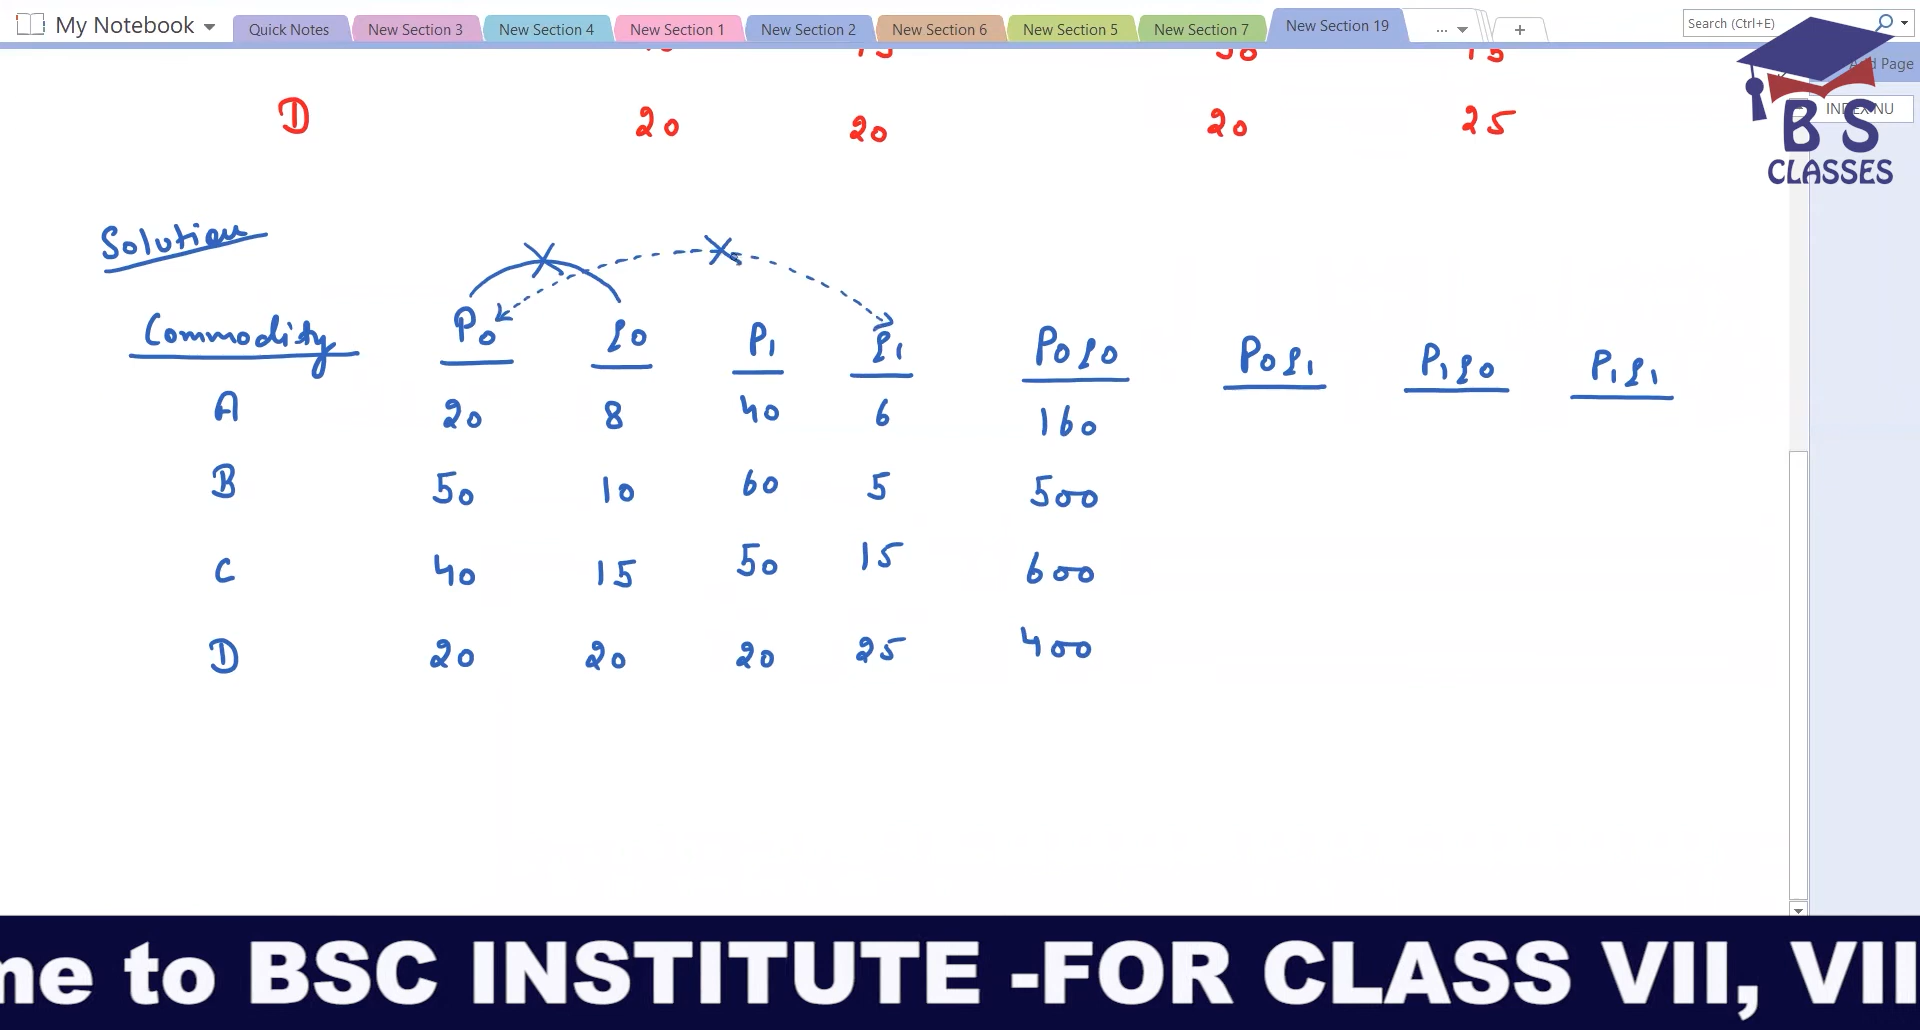 My Notebook Quick Notes New Section 3 New Section 4 New Section 1 New Section 2 New Section 6 New Section 5 New Section 7 New Section 19 ... + Search (Ctrl+E)
Page
D 20 20 20 25
B S
CLASSES
Solution
Commodity P₀ q₀ P₁ q₁ P₀q₀ P₀q₁ P₁q₀ P₁q₁
A 20 8 40 6 160
B 50 10 60 5 500
C 40 15 50 15 600
D 20 20 20 25 400
me to BSC INSTITUTE -FOR CLASS VII, VII